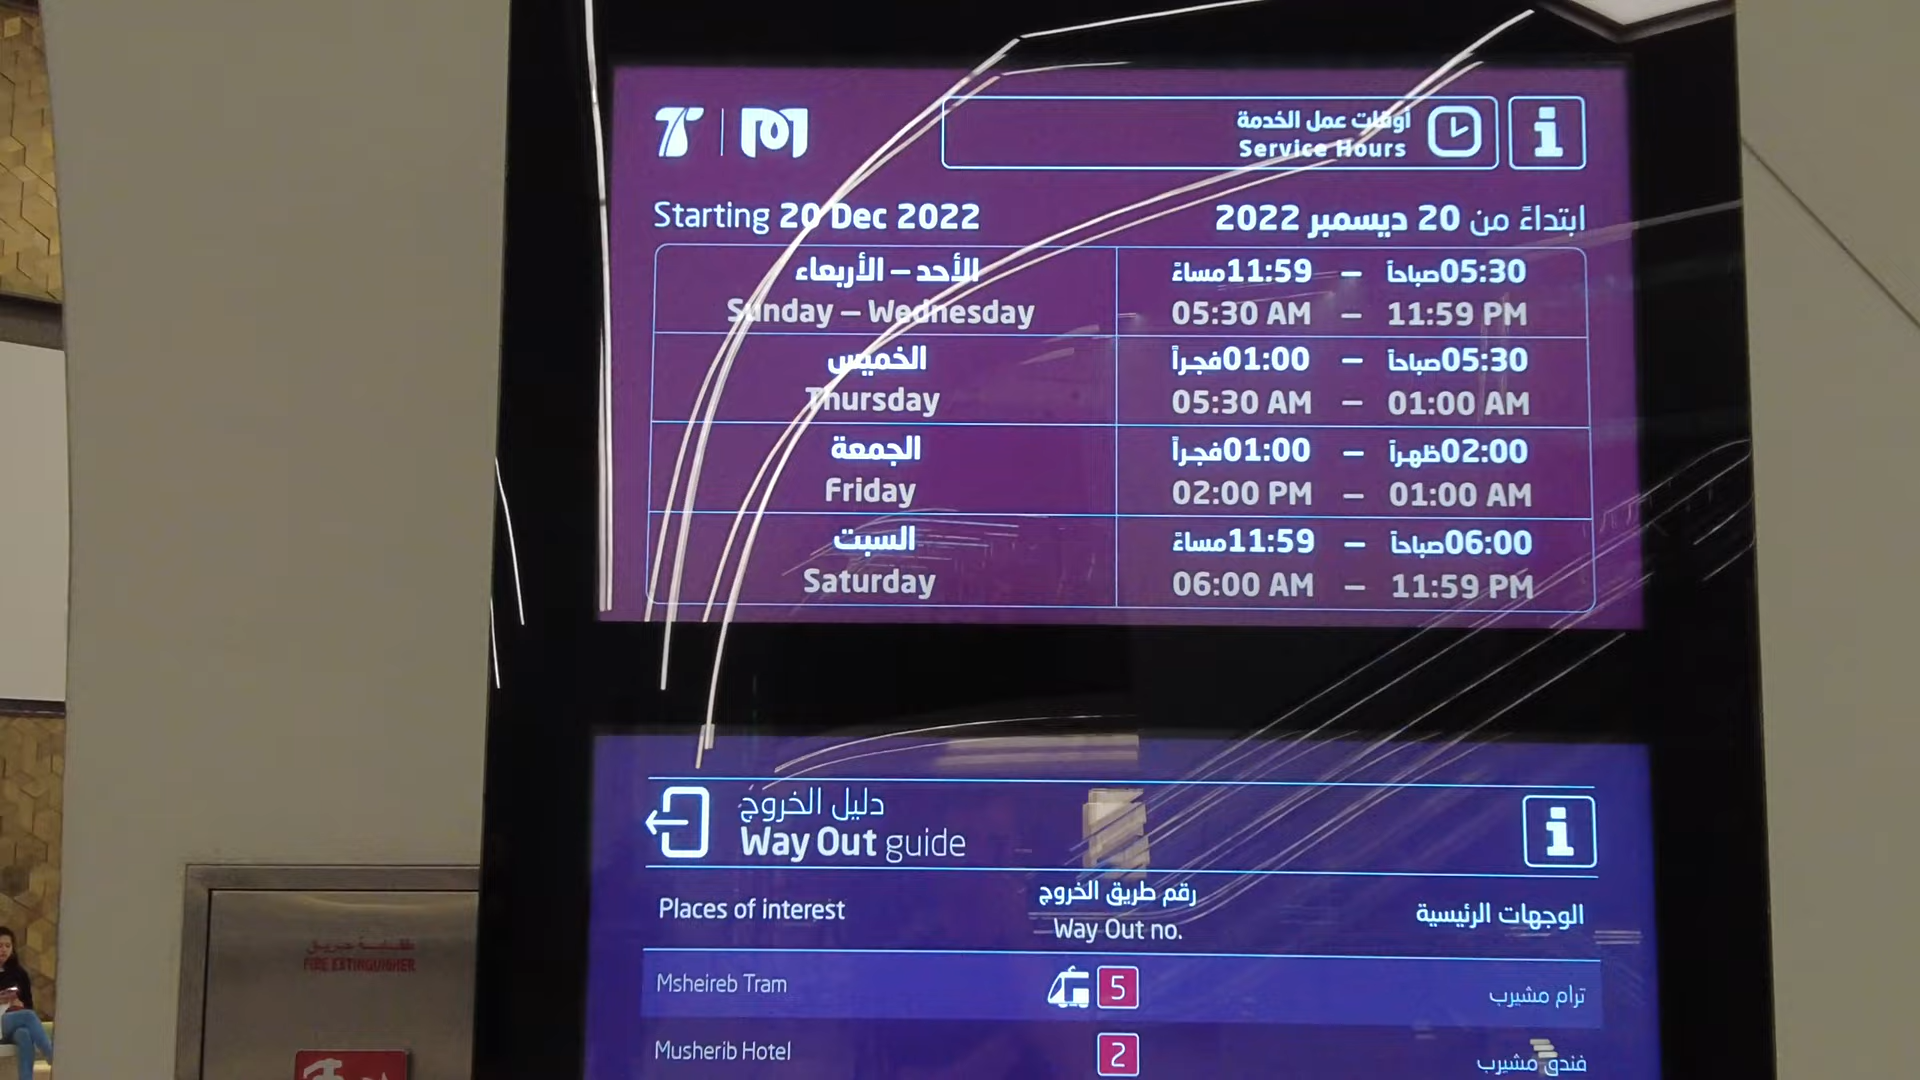 أوقات عمل الخدمة
Service Hours
Starting 20 Dec 2022
ابتداءً من 20 ديسمبر 2022
الأحد – الأربعاء
05:30صباحاً – 11:59مساءً
Sunday – Wednesday
05:30 AM – 11:59 PM
الخميس
05:30صباحاً – 01:00فجراً
Thursday
05:30 AM – 01:00 AM
الجمعة
02:00ظهراً – 01:00فجراً
Friday
02:00 PM – 01:00 AM
السبت
06:00صباحاً – 11:59مساءً
Saturday
06:00 AM – 11:59 PM
دليل الخروج
Way Out guide
Places of interest
رقم طريق الخروج
Way Out no.
الوجهات الرئيسية
Msheireb Tram 5 ترام مشيرب
Musherib Hotel 2 فندق مشيرب
FIRE EXTINGUISHER